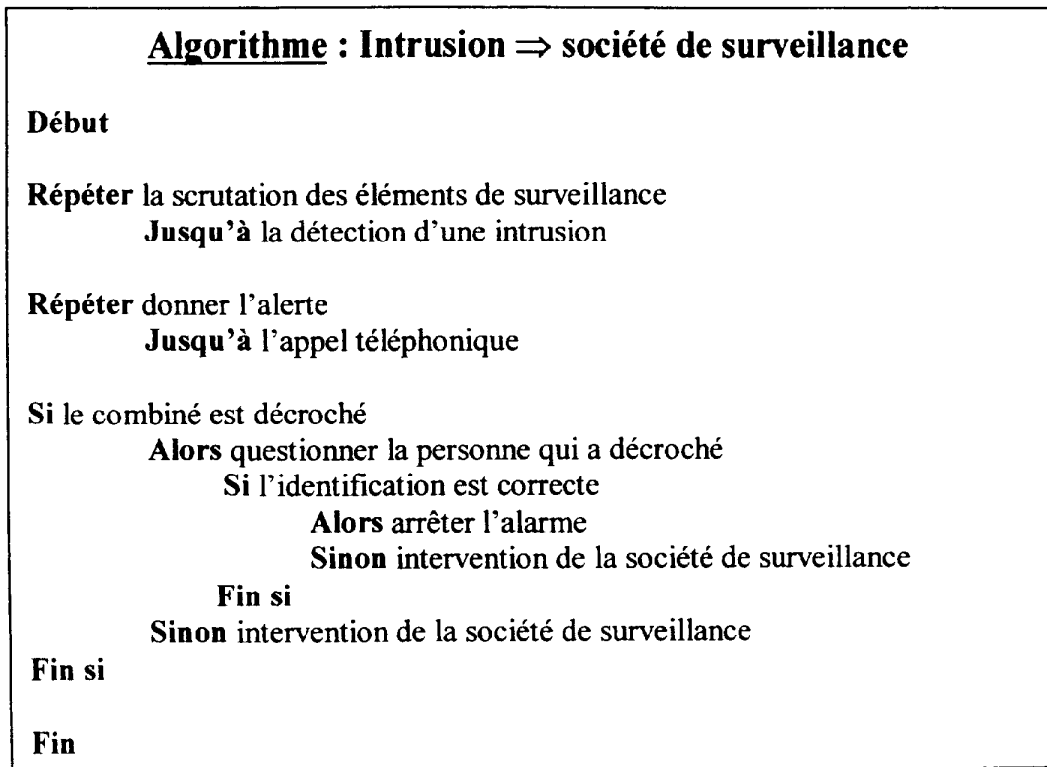 Algorithme : Intrusion ⇒ société de surveillance
Début
Répéter la scrutation des éléments de surveillance
Jusqu'à la détection d'une intrusion
Répéter donner l'alerte
Jusqu'à l'appel téléphonique
Si le combiné est décroché
Alors questionner la personne qui a décroché
Si l'identification est correcte
Alors arrêter l'alarme
Sinon intervention de la société de surveillance
Fin si
Sinon intervention de la société de surveillance
Fin si
Fin